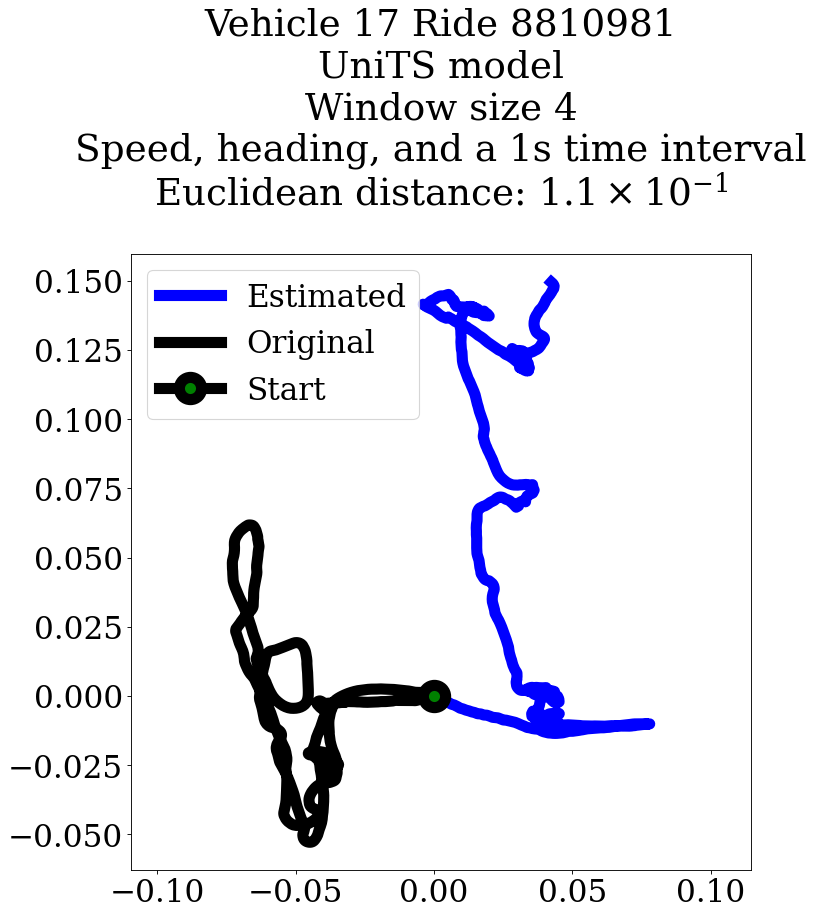 Vehicle 17 Ride 8810981
UniTS model
Window size 4
Speed, heading, and a 1s time interval
Euclidean distance: 1.1 × 10⁻¹
Estimated
Original
Start
0.150
0.125
0.100
0.075
0.050
0.025
0.000
−0.025
−0.050
−0.10 −0.05 0.00 0.05 0.10